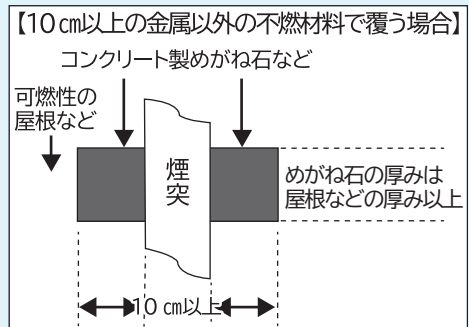 【10㎝以上の金属以外の不燃材料で覆う場合】
コンクリート製めがね石など
可燃性の
屋根など
煙突
めがね石の厚みは
屋根などの厚み以上
10㎝以上